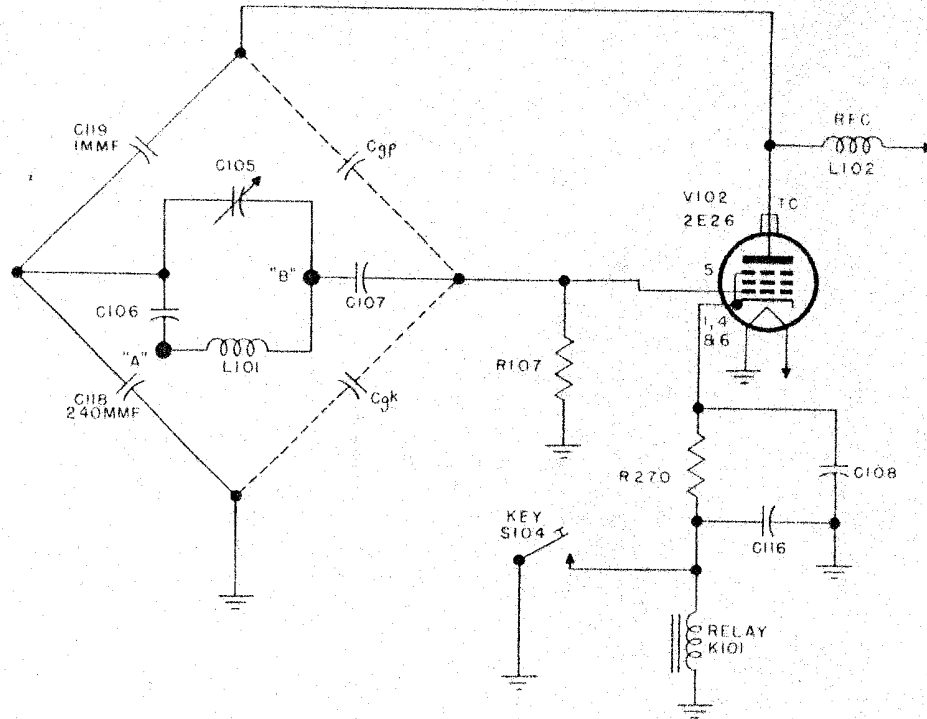 C119
1MMF
Cgp
C105
RFC
L102
V102
2E26
TC
"B"
5
C107
C106
1,4
&6
"A"
L101
C118
240MMF
Cgk
R107
R270
C108
KEY
S104
C116
RELAY
K101